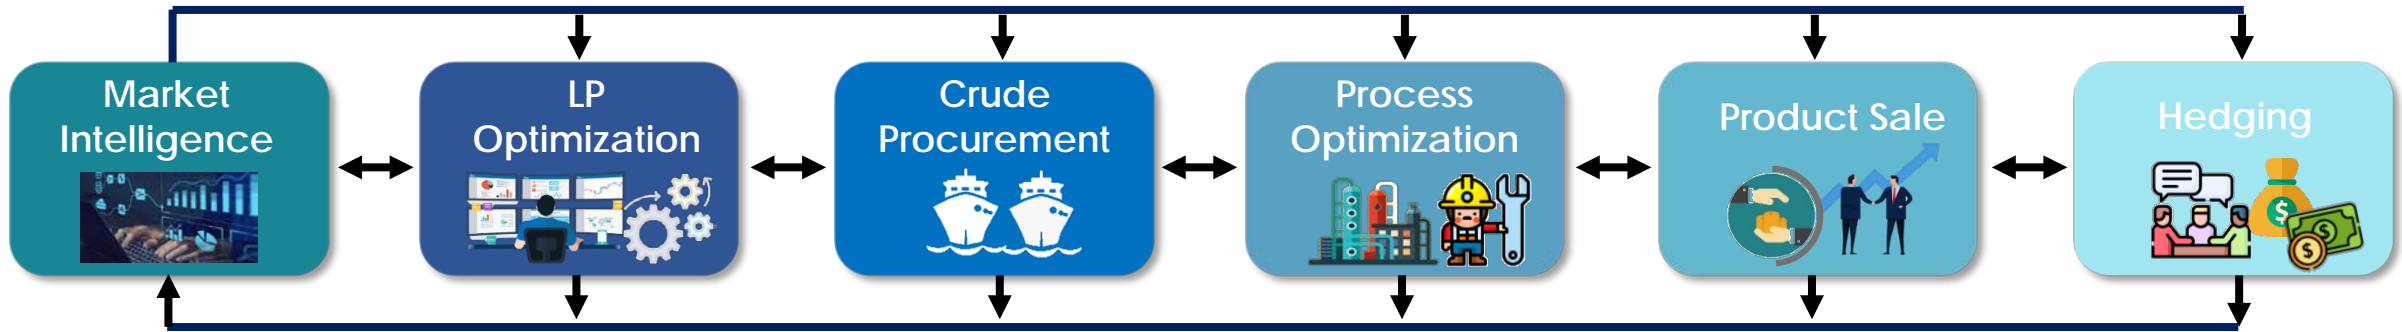 Market
Intelligence
LP
Optimization
Crude
Procurement
Process
Optimization
Product Sale
Hedging
$
$
$